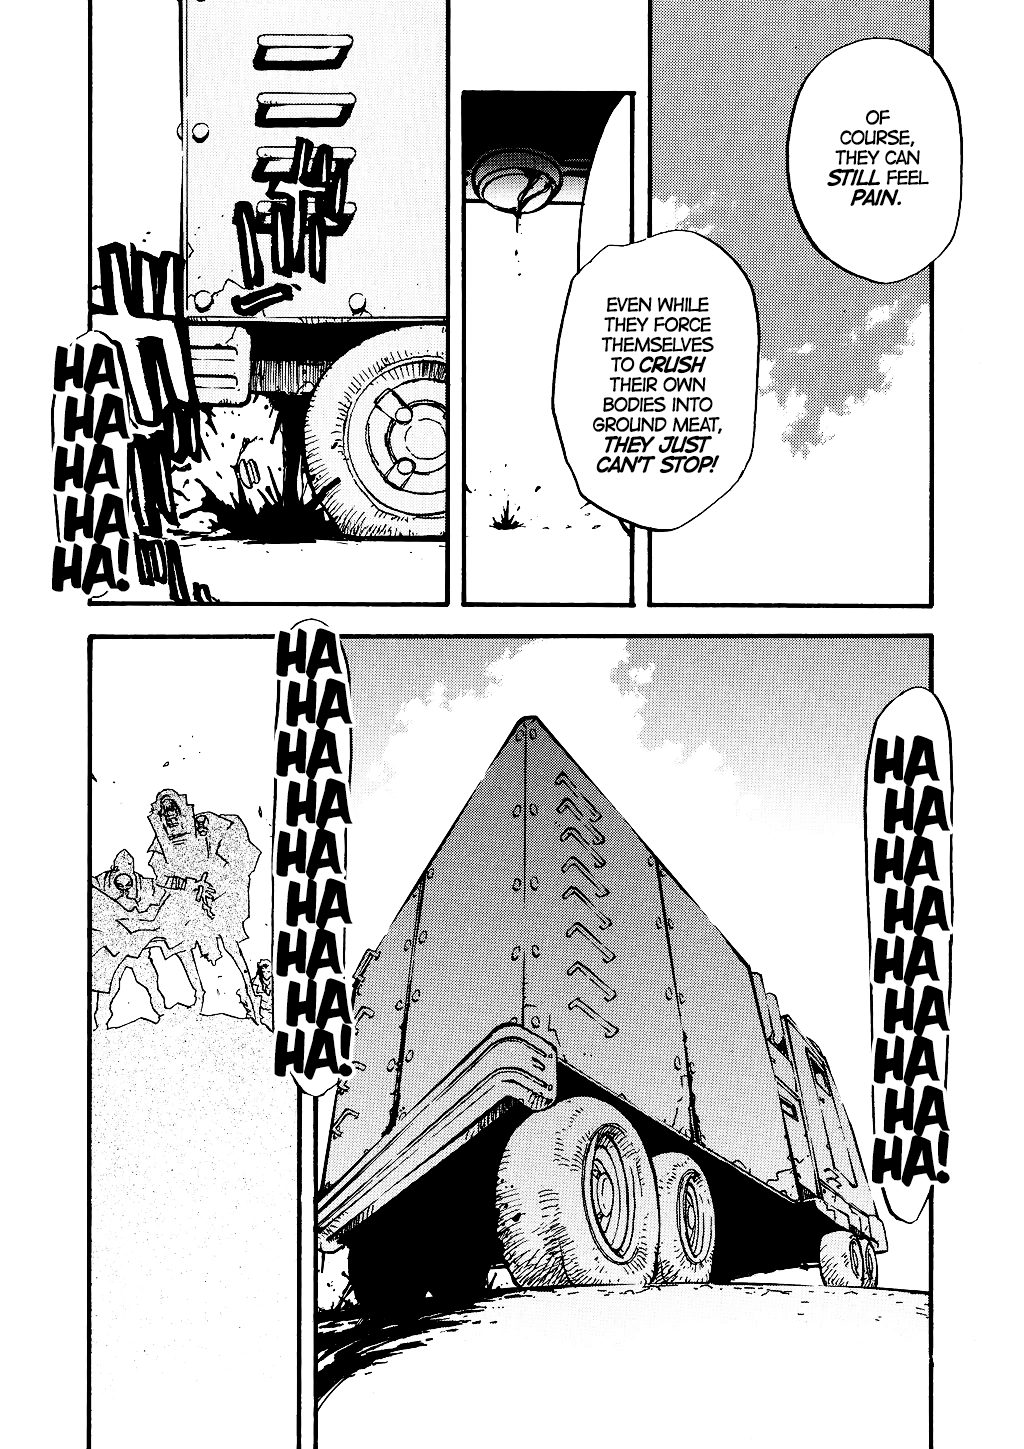 OF
COURSE,
THEY CAN
STILL FEEL
PAIN.
EVEN WHILE
THEY FORCE
THEMSELVES
TO CRUSH
THEIR OWN
BODIES INTO
GROUND MEAT,
THEY JUST
CAN'T STOP!
HA
HA
HA
HA
HA!
HA
HA
HA
HA
HA
HA
HA
HA
HA!
HA
HA
HA
HA
HA
HA
HA
HA
HA!